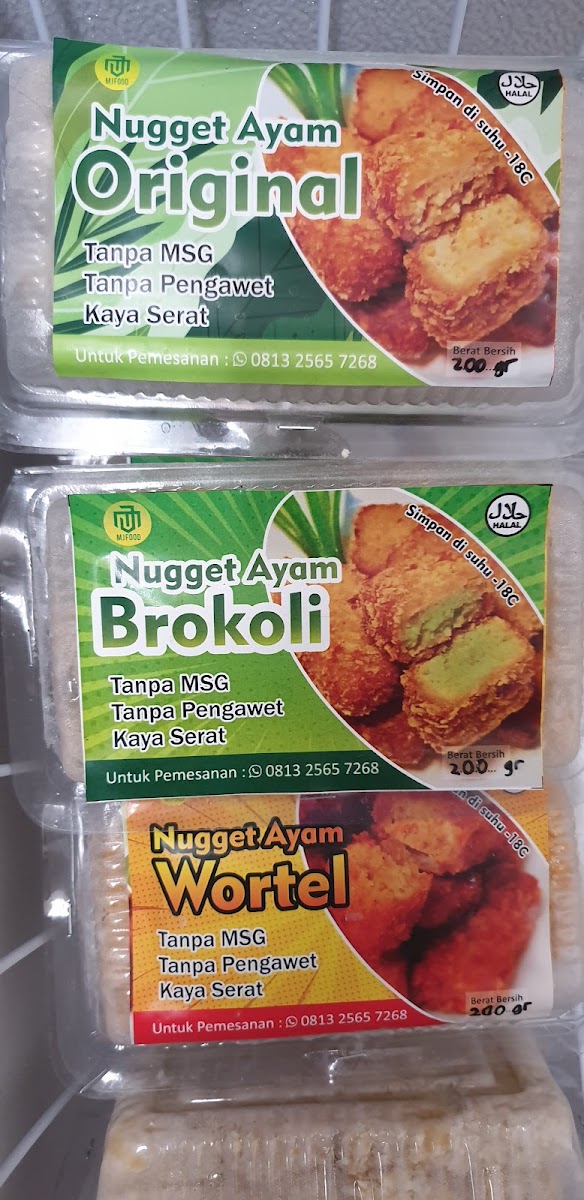 MJFOOD
حلال
HALAL
Simpan di suhu -18C
Nugget Ayam
Original
Tanpa MSG
Tanpa Pengawet
Kaya Serat
Untuk Pemesanan : 0813 2565 7268
Berat Bersih
200 gr
MJFOOD
حلال
HALAL
Simpan di suhu -18C
Nugget Ayam
Brokoli
Tanpa MSG
Tanpa Pengawet
Kaya Serat
Untuk Pemesanan : 0813 2565 7268
Berat Bersih
200... gr
di suhu -18C
Nugget Ayam
Wortel
Tanpa MSG
Tanpa Pengawet
Kaya Serat
Untuk Pemesanan : 0813 2565 7268
Berat Bersih
200 gr